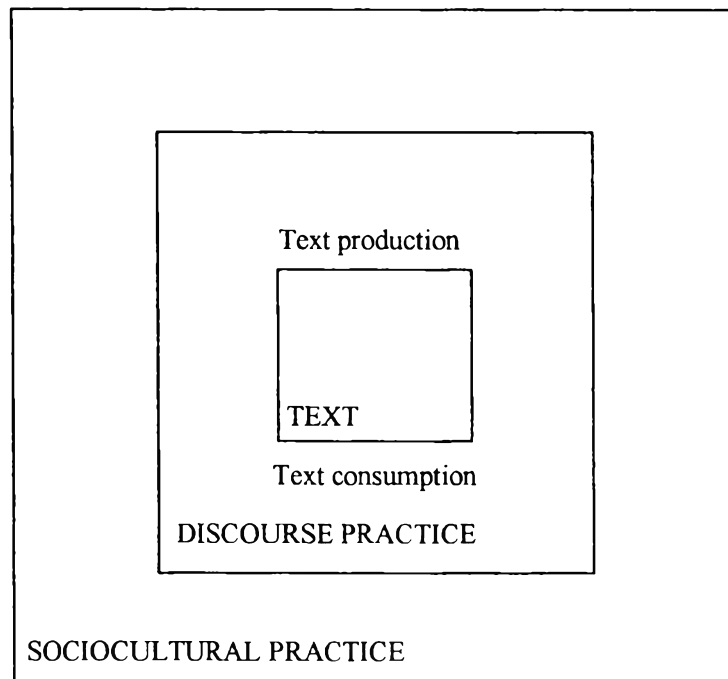 Text production
TEXT
Text consumption
DISCOURSE PRACTICE
SOCIOCULTURAL PRACTICE